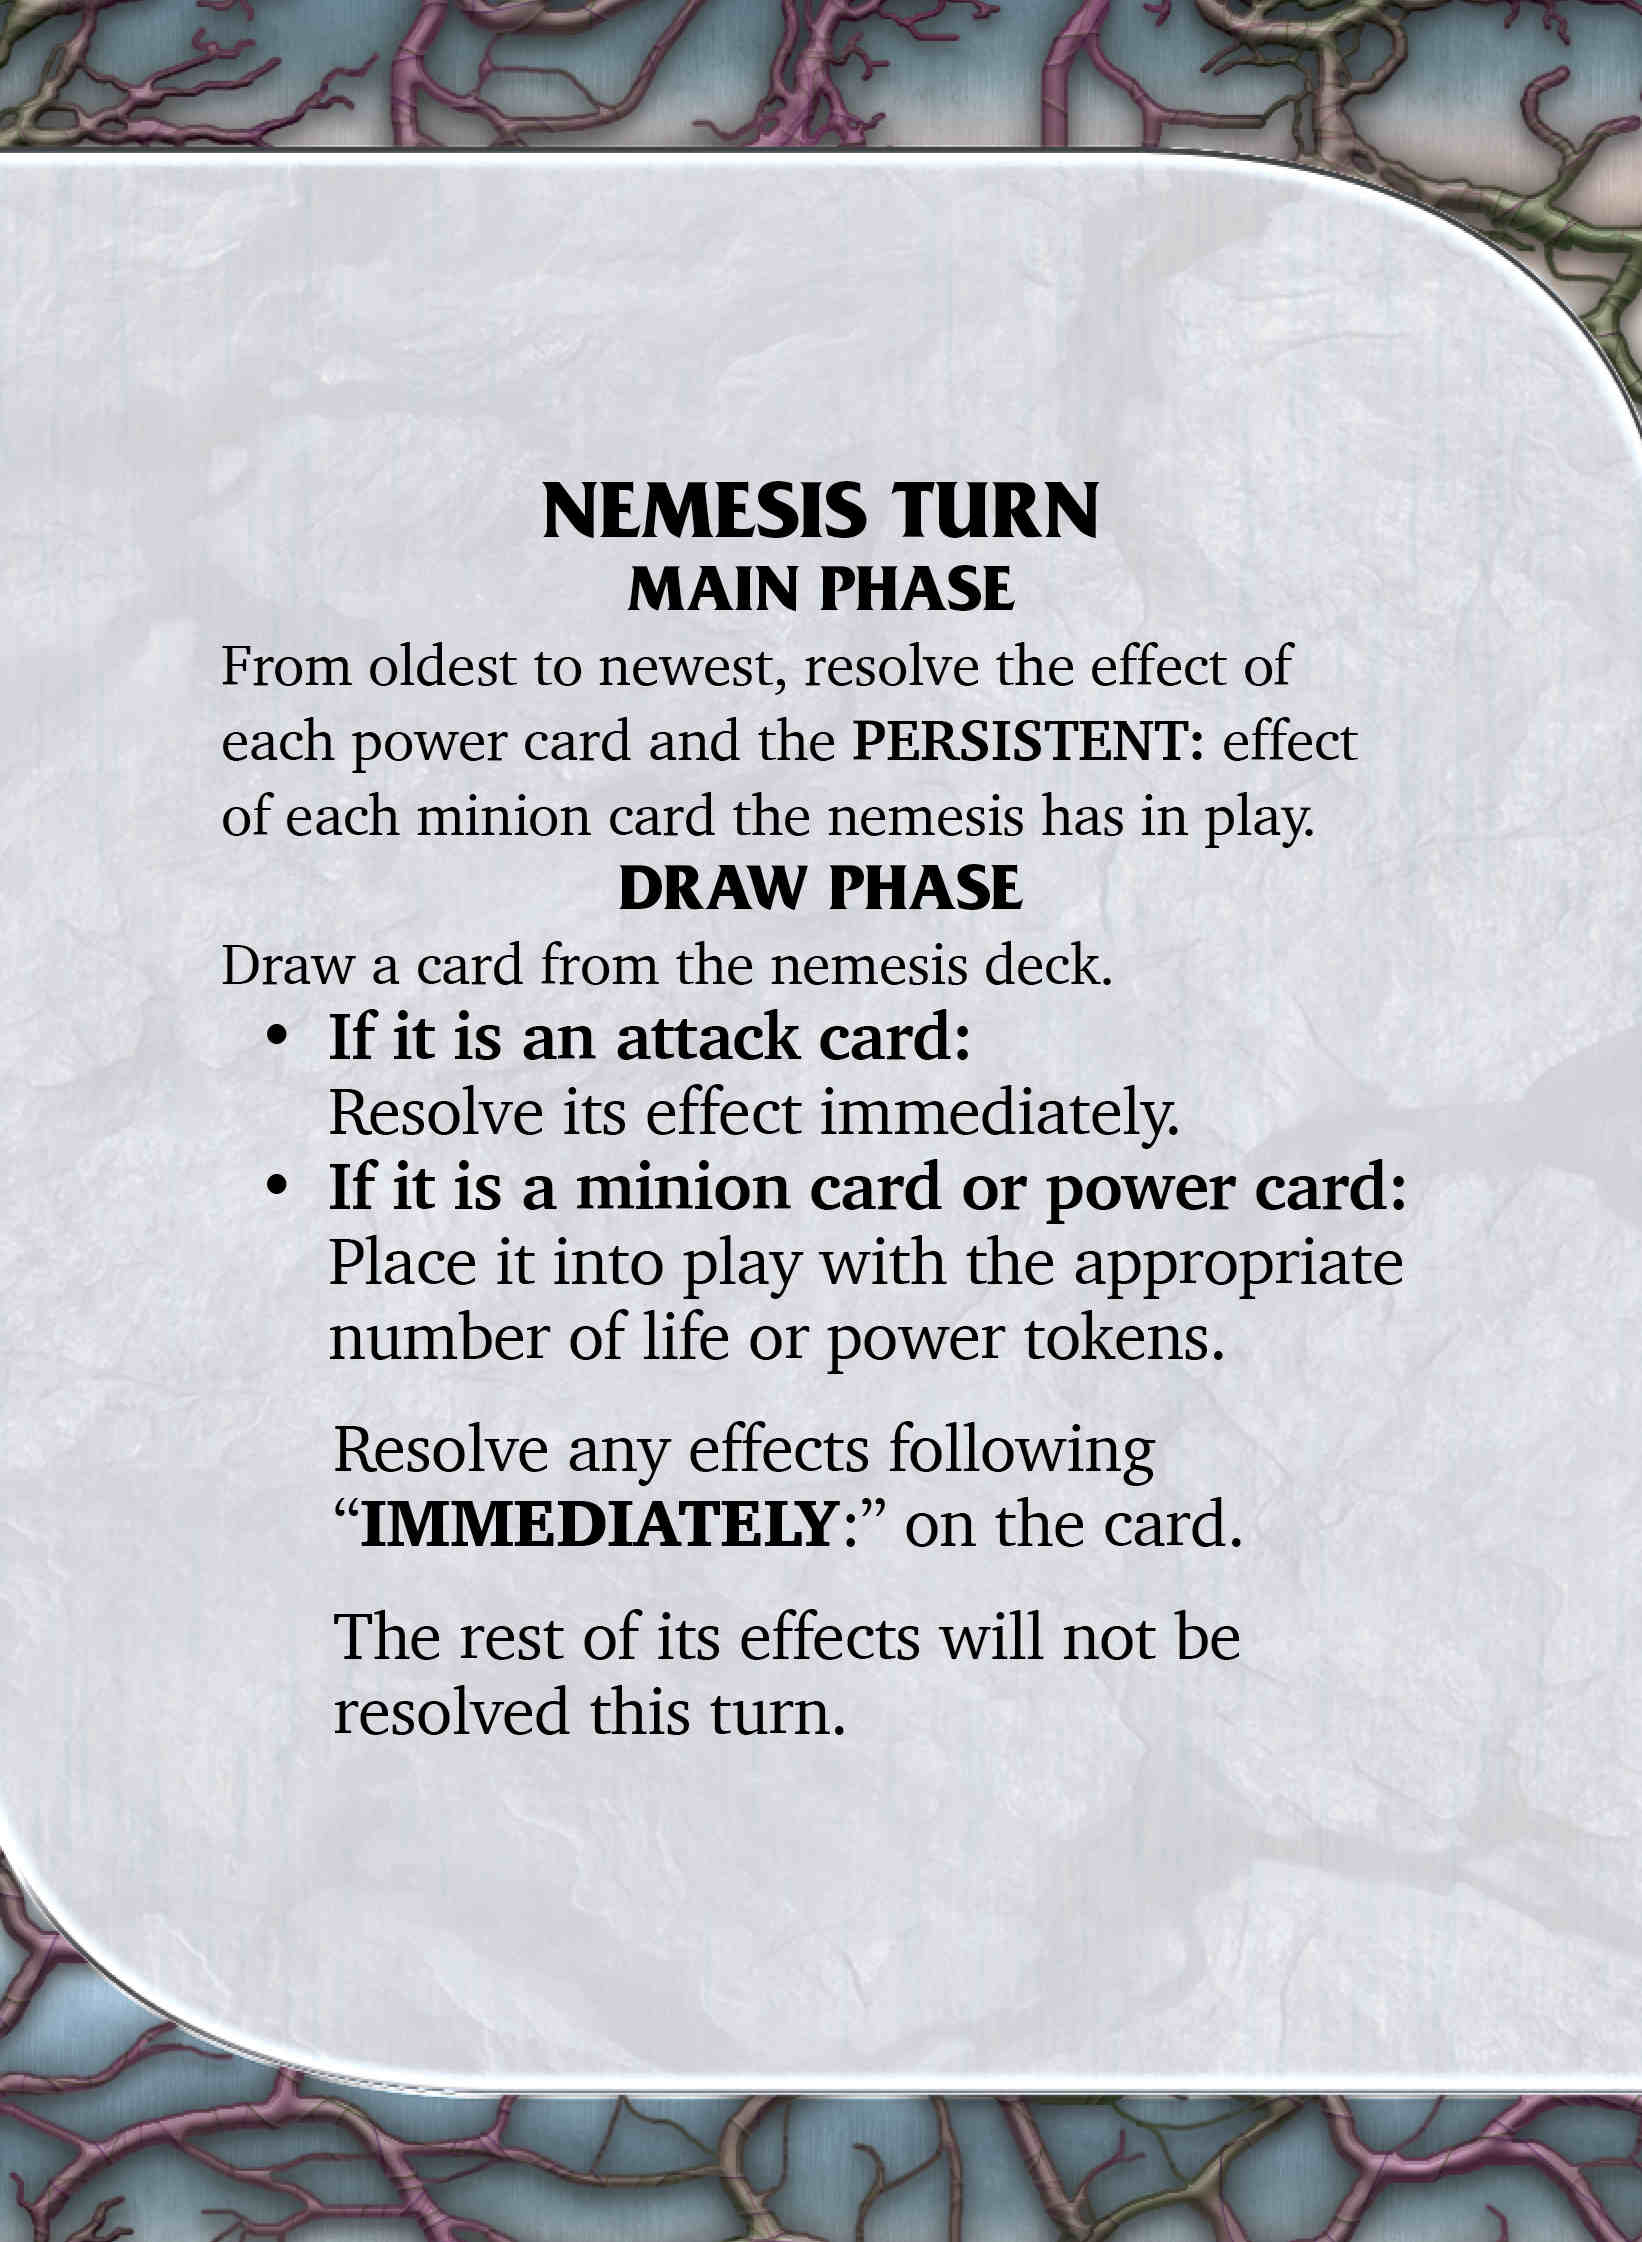 NEMESIS TURN
MAIN PHASE
From oldest to newest, resolve the effect of
each power card and the PERSISTENT: effect
of each minion card the nemesis has in play.
DRAW PHASE
Draw a card from the nemesis deck.
• If it is an attack card:
Resolve its effect immediately.
• If it is a minion card or power card:
Place it into play with the appropriate
number of life or power tokens.
Resolve any effects following
“IMMEDIATELY:” on the card.
The rest of its effects will not be
resolved this turn.